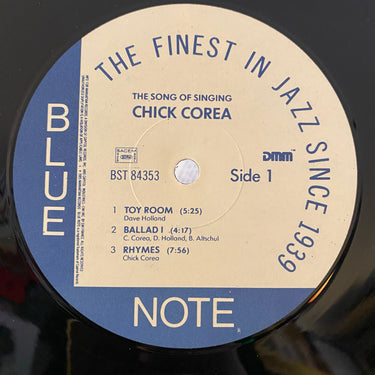 THE FINEST IN JAZZ SINCE 1939
THE SONG OF SINGING
CHICK COREA
SACEM
BST 84353
DMM
Side 1
1 TOY ROOM (5:25)
Dave Holland
2 BALLAD I (4:17)
C. Corea, D. Holland, B. Altschul
3 RHYMES (7:56)
Chick Corea
BLUE
NOTE